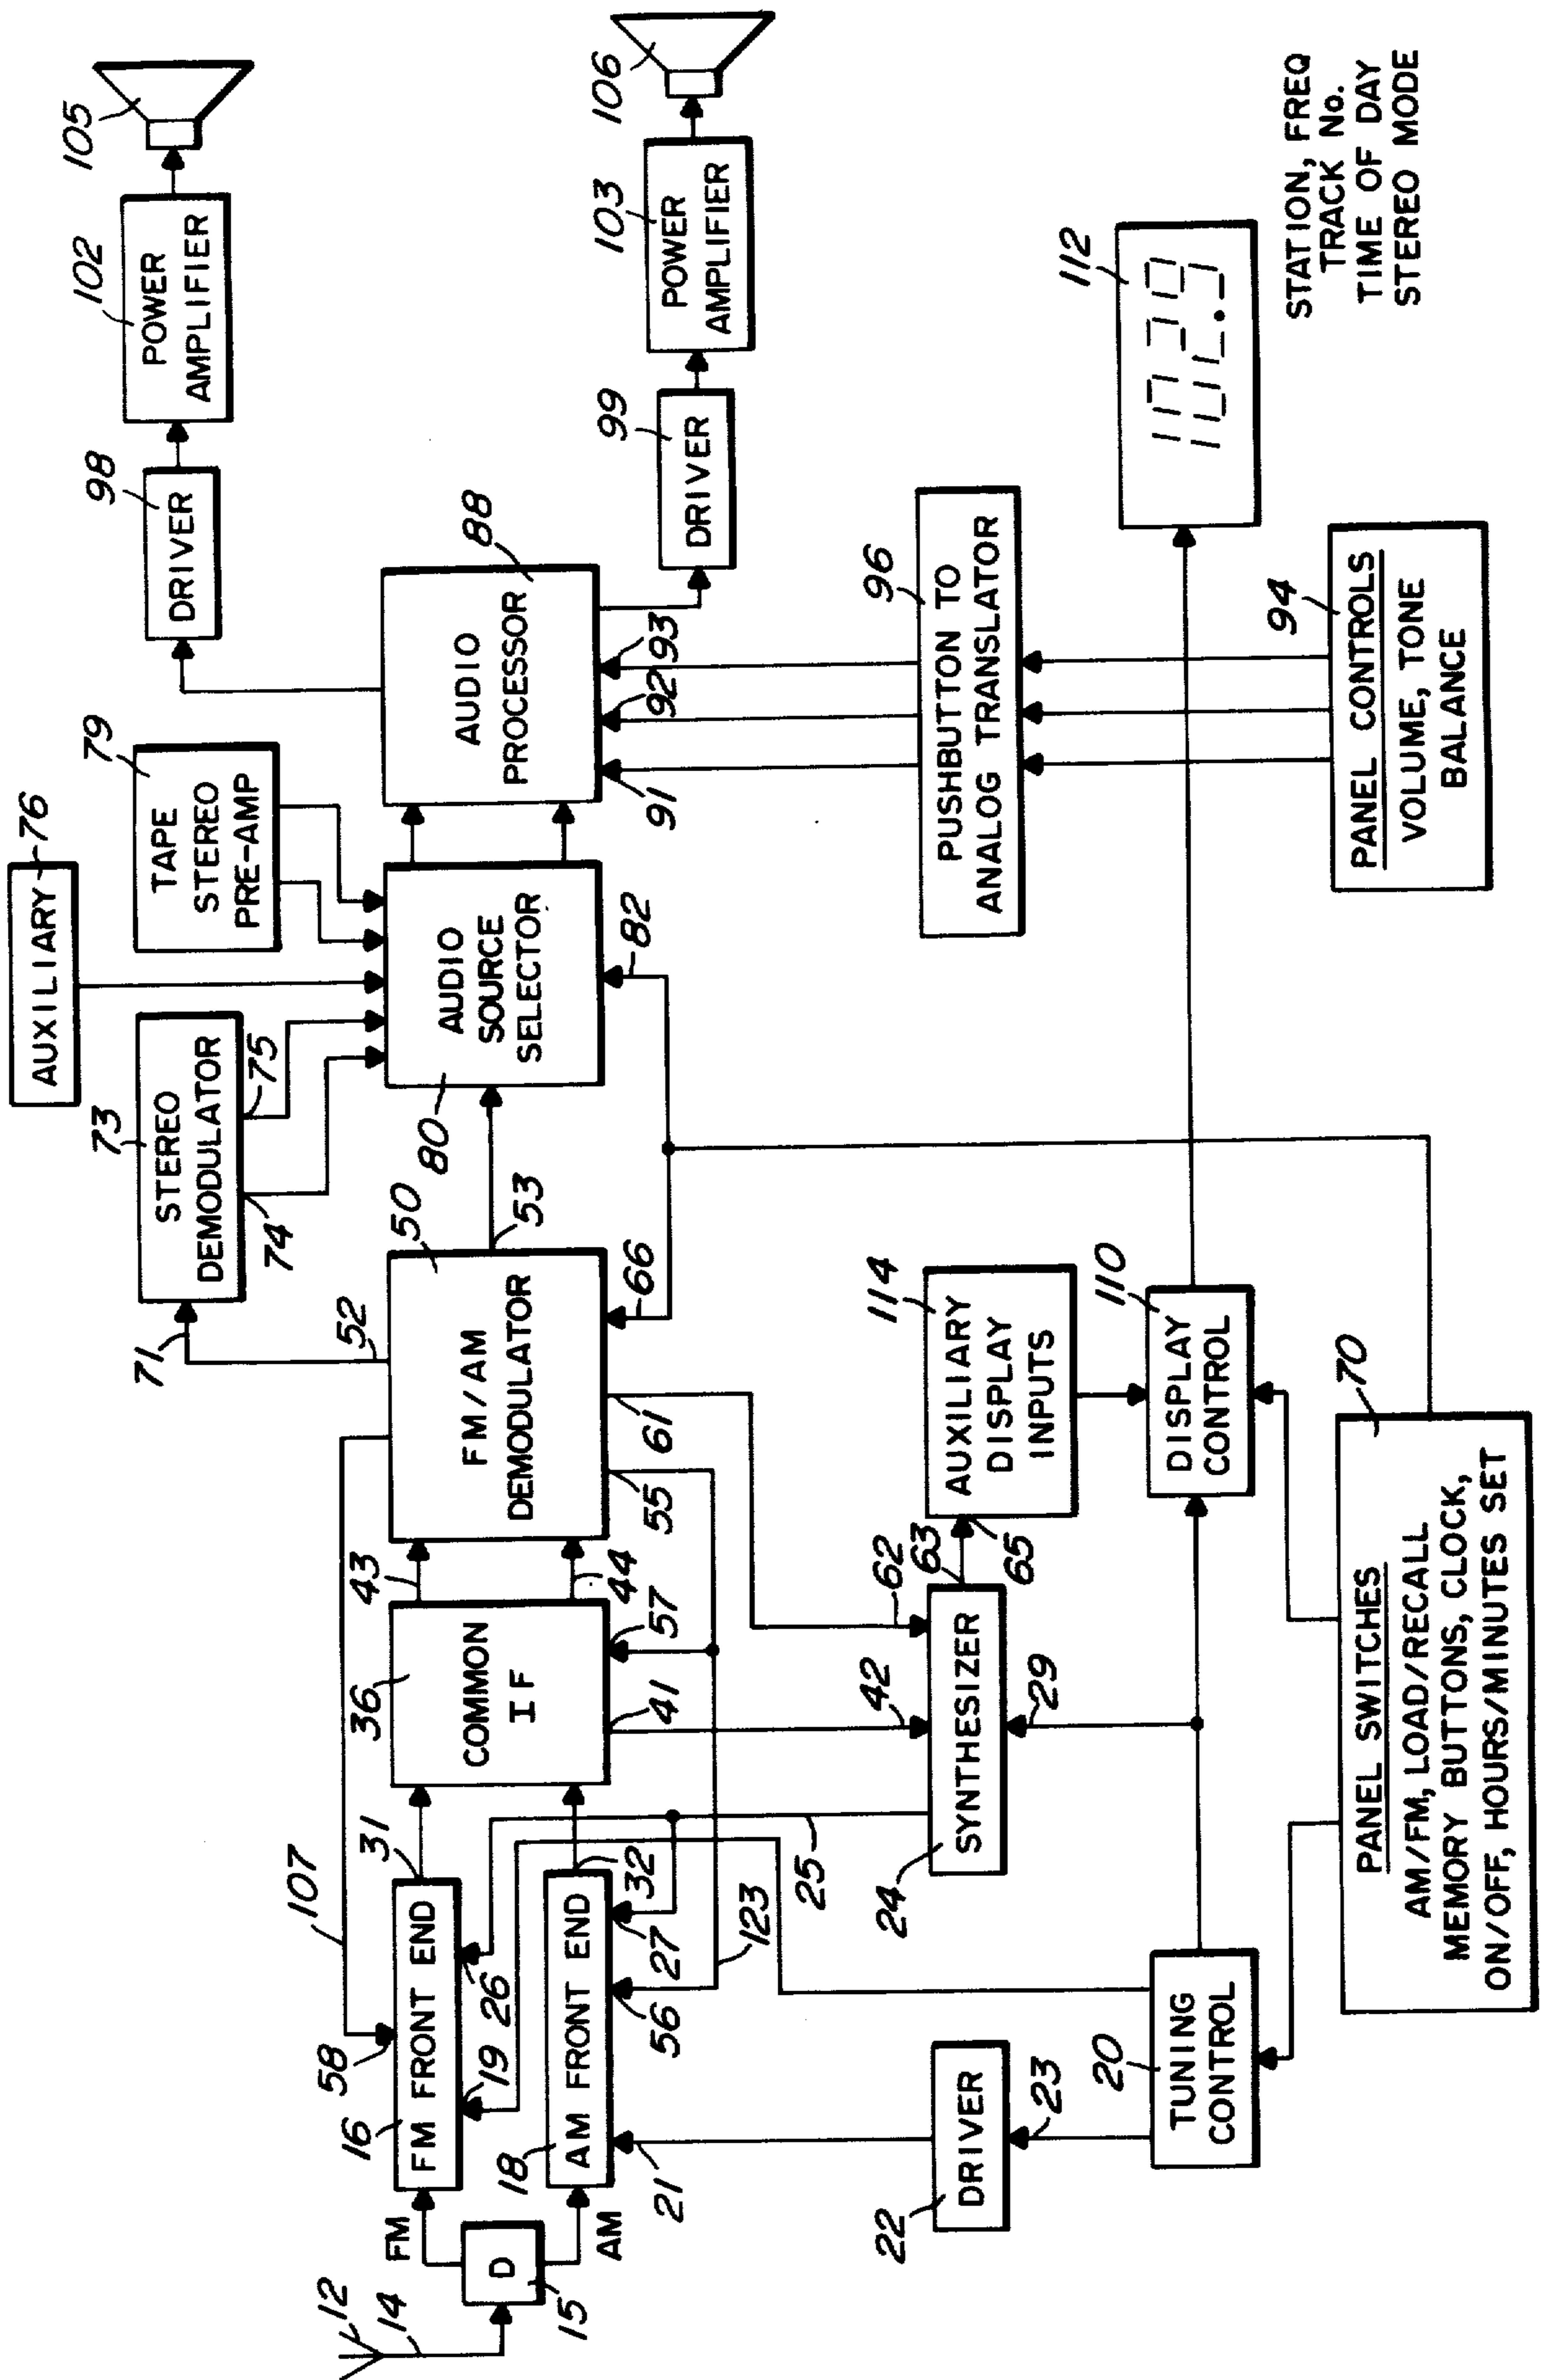 105
102
POWER
AMPLIFIER
98
DRIVER
106
103
POWER
AMPLIFIER
99
DRIVER
AUXILIARY
76
79
TAPE
STEREO
PRE-AMP
73
STEREO
DEMODULATOR
74
75
71
52
88
AUDIO
PROCESSOR
91
92
93
80
AUDIO
SOURCE
SELECTOR
82
50
FM/AM
DEMODULATOR
53
66
61
55
107
43
44
36
COMMON
IF
57
41
12
14
D
15
FM
AM
58
16
FM FRONT END
31
19
26
18
AM FRONT END
32
27
56
21
123
25
42
62
63
65
24
SYNTHESIZER
29
114
AUXILIARY
DISPLAY
INPUTS
96
PUSHBUTTON TO
ANALOG TRANSLATOR
22
DRIVER
23
20
TUNING
CONTROL
110
DISPLAY
CONTROL
112
102.9
STATION, FREQ
TRACK No.
TIME OF DAY
STEREO MODE
94
PANEL CONTROLS
VOLUME, TONE
BALANCE
70
PANEL SWITCHES
AM/FM, LOAD/RECALL
MEMORY BUTTONS, CLOCK,
ON/OFF, HOURS/MINUTES SET